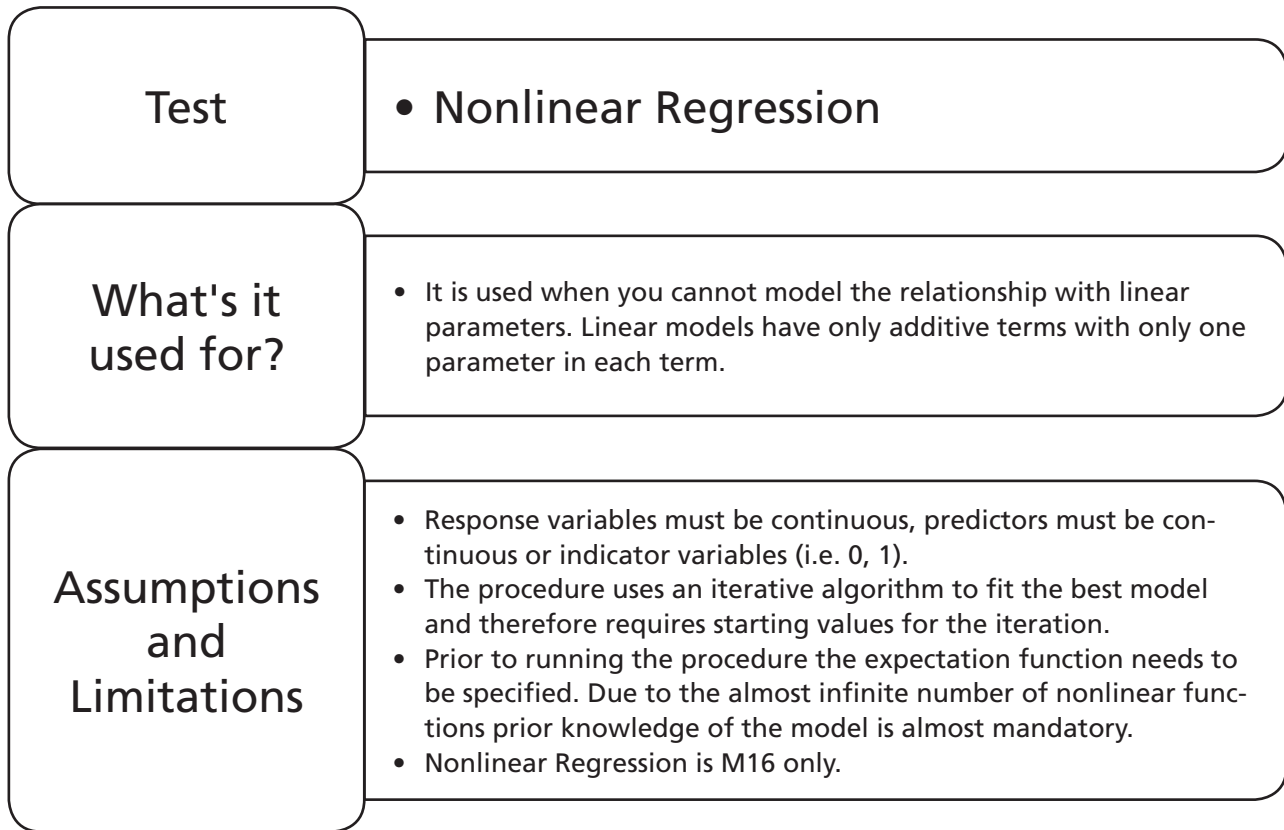 Test
• Nonlinear Regression
What's it
used for?
• It is used when you cannot model the relationship with linear
parameters. Linear models have only additive terms with only one
parameter in each term.
Assumptions
and
Limitations
• Response variables must be continuous, predictors must be con-
tinuous or indicator variables (i.e. 0, 1).
• The procedure uses an iterative algorithm to fit the best model
and therefore requires starting values for the iteration.
• Prior to running the procedure the expectation function needs to
be specified. Due to the almost infinite number of nonlinear func-
tions prior knowledge of the model is almost mandatory.
• Nonlinear Regression is M16 only.